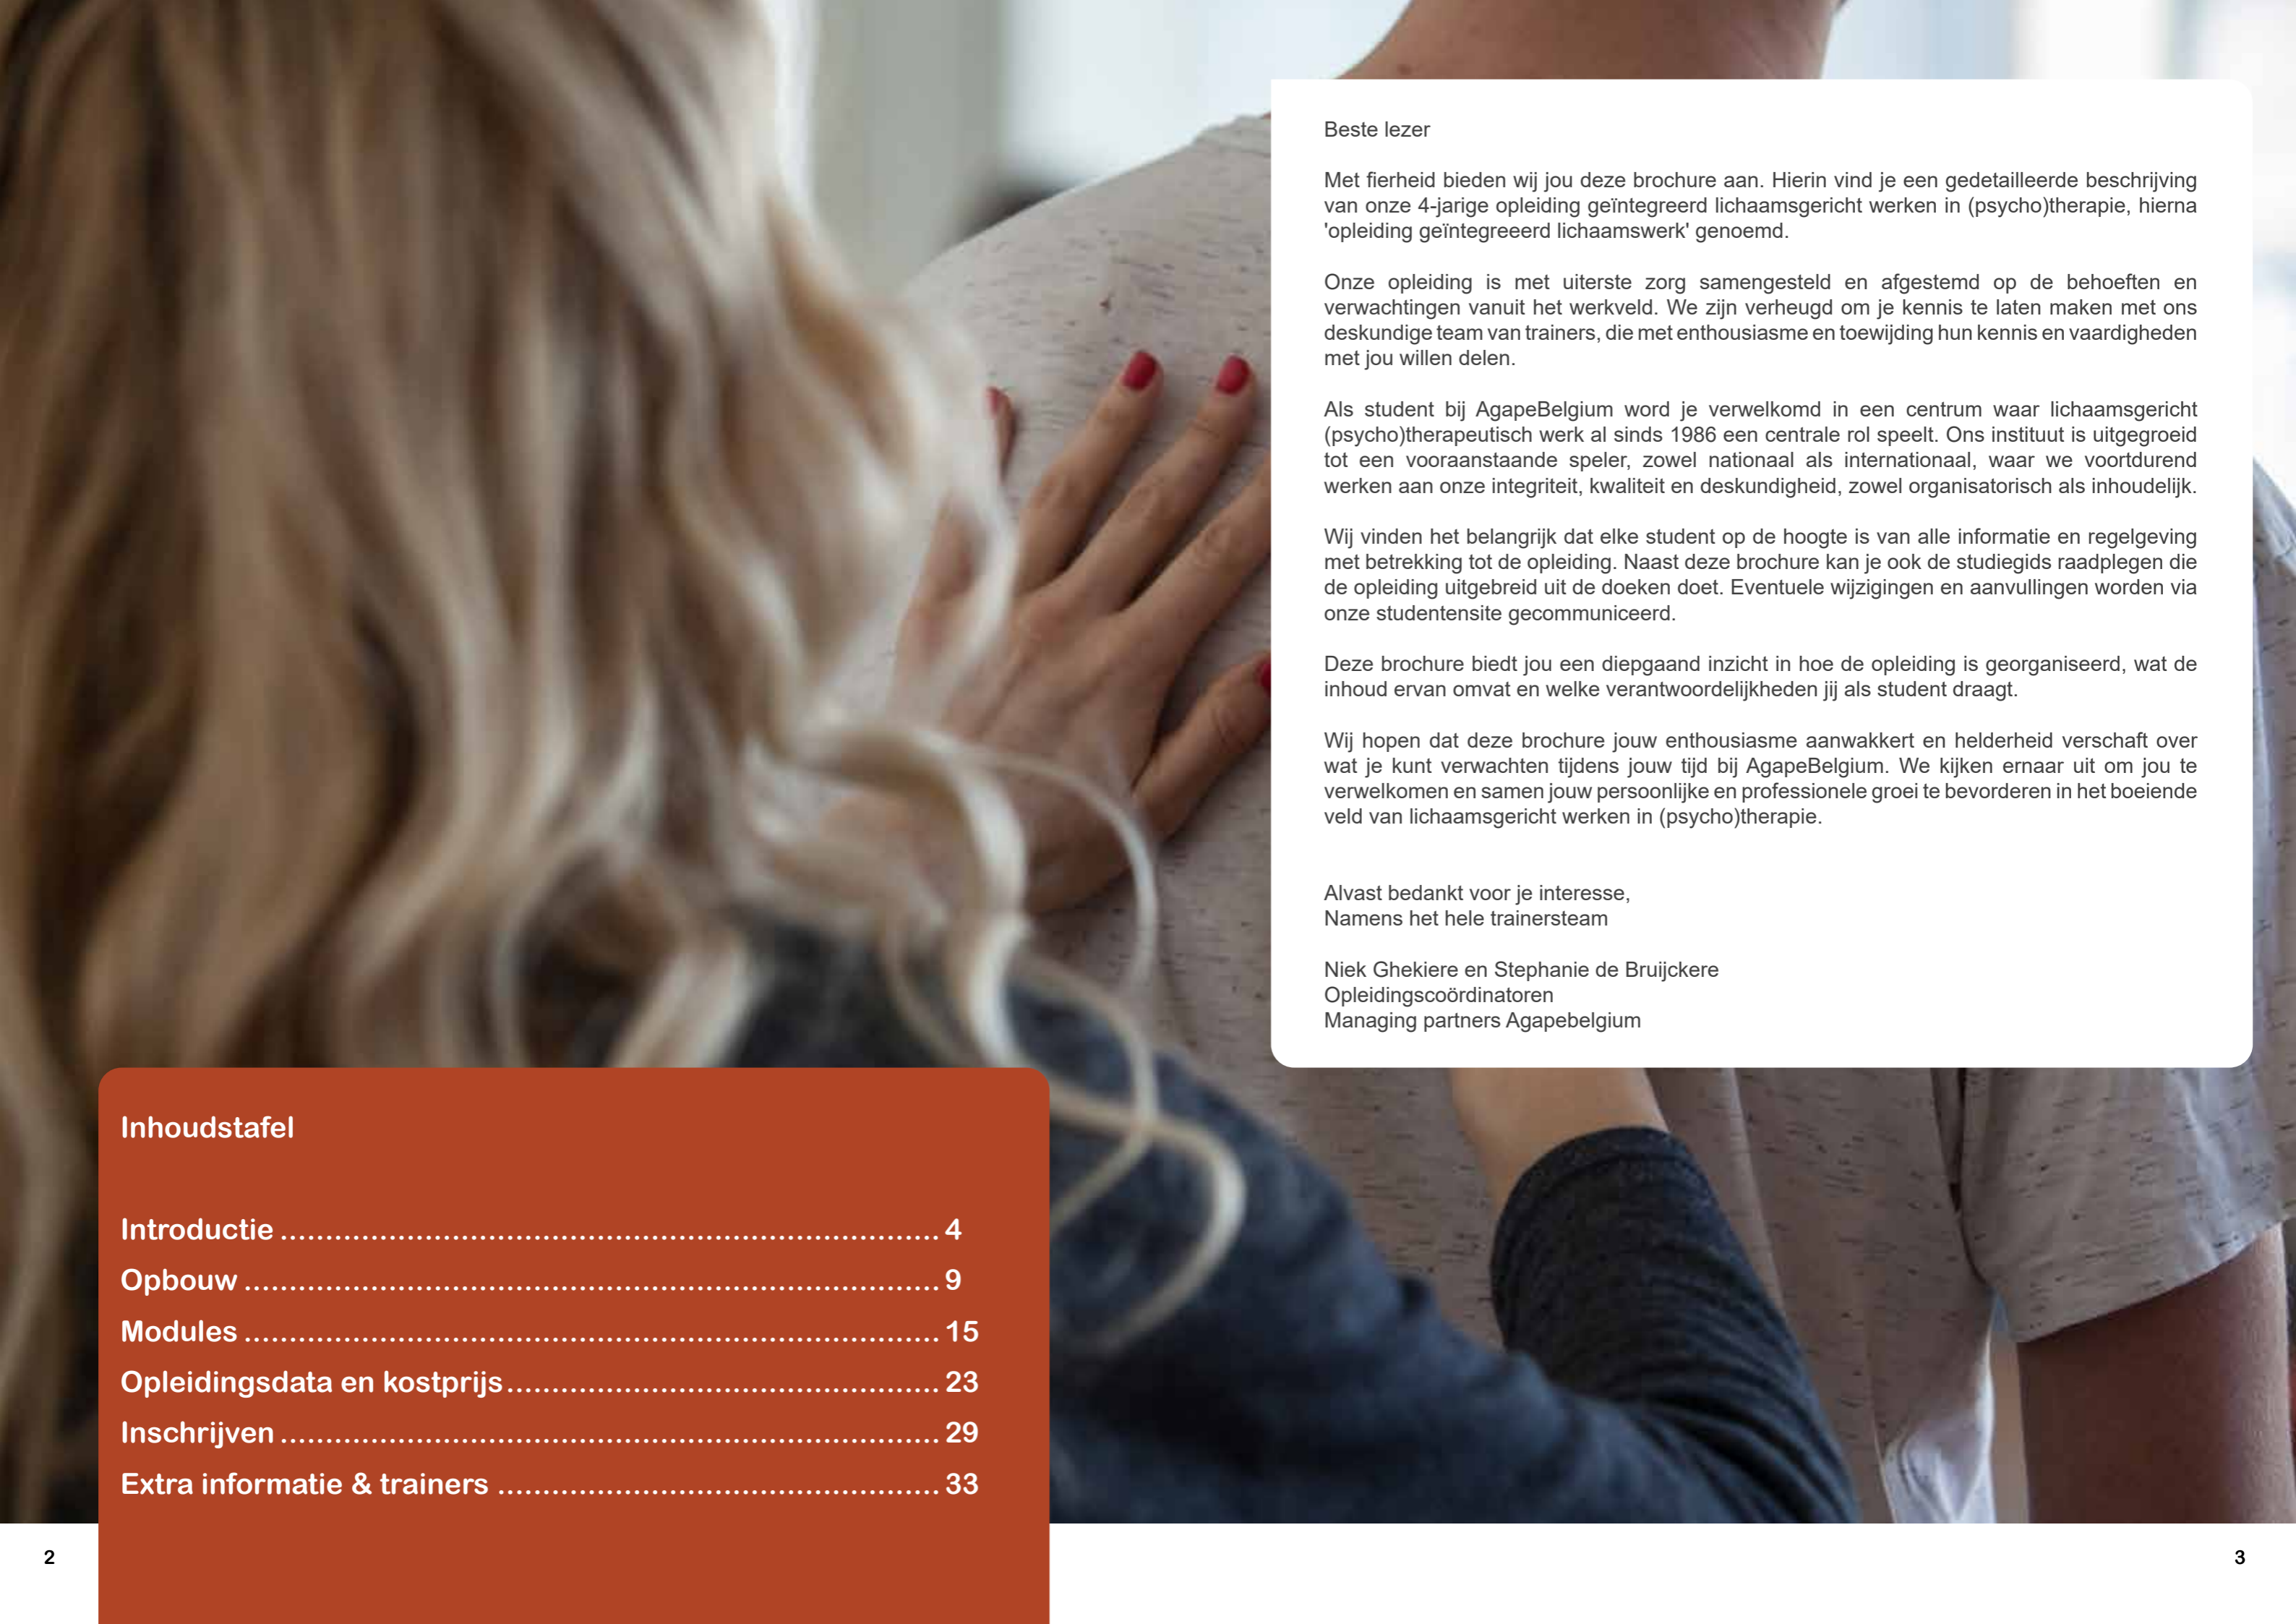 Inhoudstafel
Introductie ........................................................................ 4
Opbouw ............................................................................ 9
Modules ............................................................................ 15
Opleidingsdata en kostprijs ............................................... 23
Inschrijven ........................................................................ 29
Extra informatie & trainers ................................................ 33
2
Beste lezer
Met fierheid bieden wij jou deze brochure aan. Hierin vind je een gedetailleerde beschrijving
van onze 4-jarige opleiding geïntegreerd lichaamsgericht werken in (psycho)therapie, hierna
'opleiding geïntegreeerd lichaamswerk' genoemd.
Onze opleiding is met uiterste zorg samengesteld en afgestemd op de behoeften en
verwachtingen vanuit het werkveld. We zijn verheugd om je kennis te laten maken met ons
deskundige team van trainers, die met enthousiasme en toewijding hun kennis en vaardigheden
met jou willen delen.
Als student bij AgapeBelgium word je verwelkomd in een centrum waar lichaamsgericht
(psycho)therapeutisch werk al sinds 1986 een centrale rol speelt. Ons instituut is uitgegroeid
tot een vooraanstaande speler, zowel nationaal als internationaal, waar we voortdurend
werken aan onze integriteit, kwaliteit en deskundigheid, zowel organisatorisch als inhoudelijk.
Wij vinden het belangrijk dat elke student op de hoogte is van alle informatie en regelgeving
met betrekking tot de opleiding. Naast deze brochure kan je ook de studiegids raadplegen die
de opleiding uitgebreid uit de doeken doet. Eventuele wijzigingen en aanvullingen worden via
onze studentensite gecommuniceerd.
Deze brochure biedt jou een diepgaand inzicht in hoe de opleiding is georganiseerd, wat de
inhoud ervan omvat en welke verantwoordelijkheden jij als student draagt.
Wij hopen dat deze brochure jouw enthousiasme aanwakkert en helderheid verschaft over
wat je kunt verwachten tijdens jouw tijd bij AgapeBelgium. We kijken ernaar uit om jou te
verwelkomen en samen jouw persoonlijke en professionele groei te bevorderen in het boeiende
veld van lichaamsgericht werken in (psycho)therapie.
Alvast bedankt voor je interesse,
Namens het hele trainersteam
Niek Ghekiere en Stephanie de Bruijckere
Opleidingscoördinatoren
Managing partners Agapebelgium
3